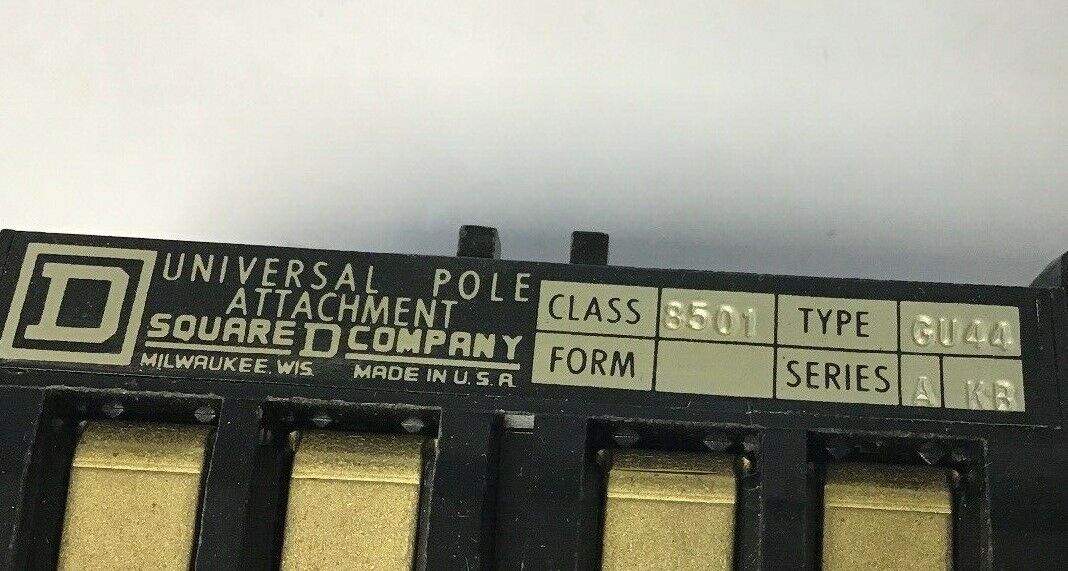 D
UNIVERSAL POLE
ATTACHMENT
SQUARE D COMPANY
MILWAUKEE, WIS. MADE IN U.S.A.
CLASS 8501 TYPE GU44
FORM SERIES A KB